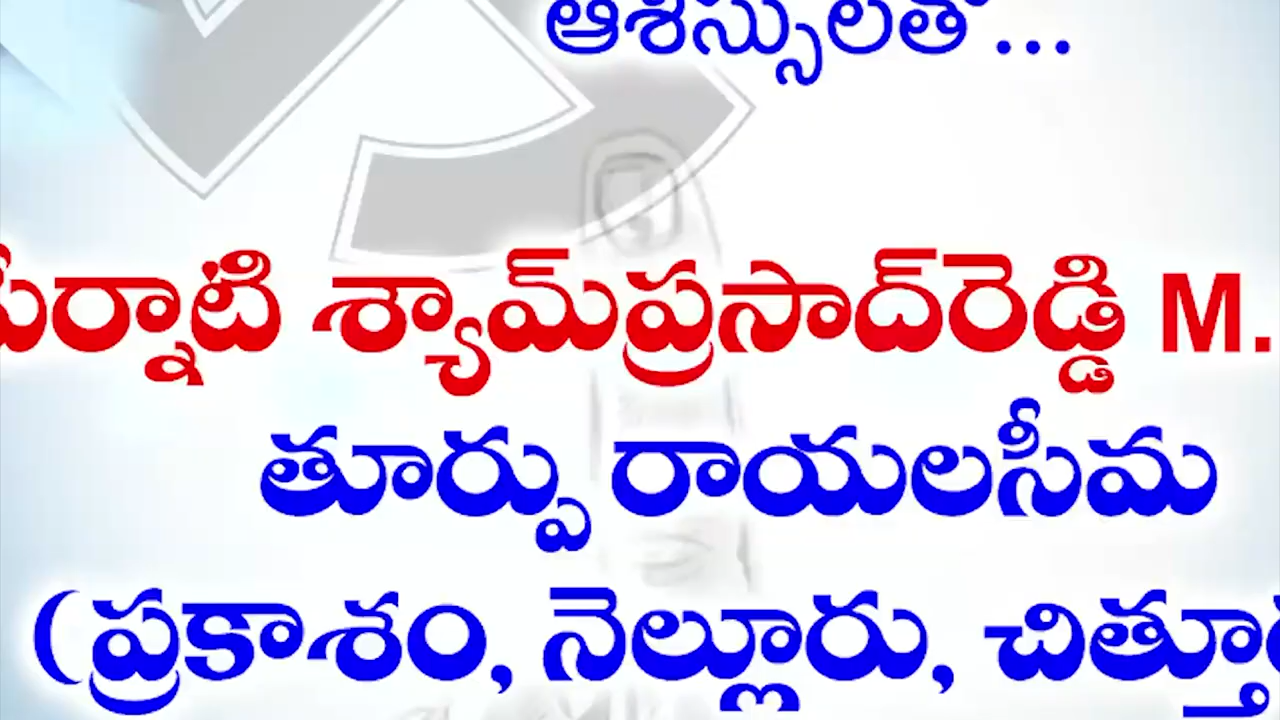 ఆశీస్సులతో...
పేర్నాటి శ్యామ్‌ప్రసాద్‌రెడ్డి M.
తూర్పు రాయలసీమ
(ప్రకాశం, నెల్లూరు, చిత్తూ